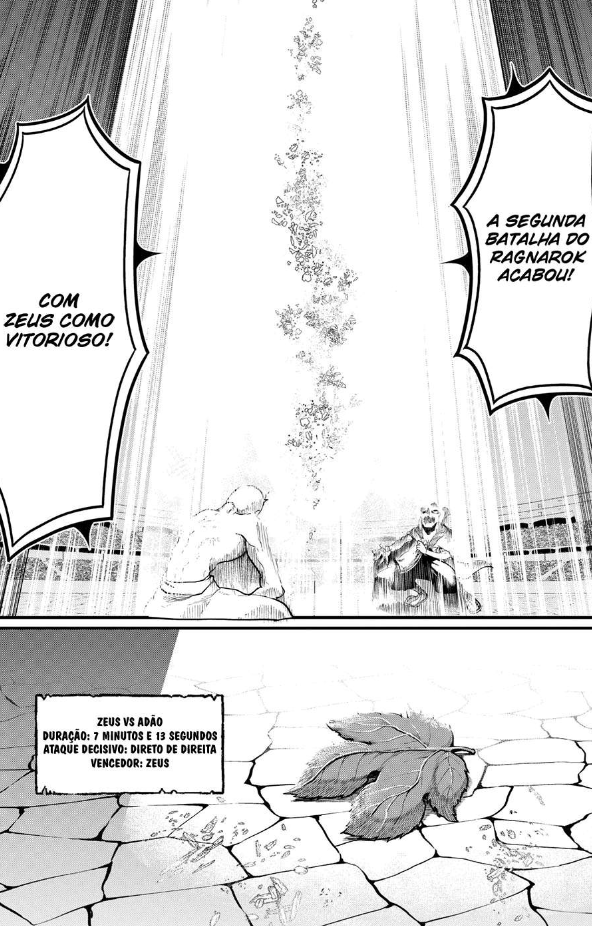 A SEGUNDA
BATALHA DO
RAGNAROK
ACABOU!
COM
ZEUS COMO
VITORIOSO!
ZEUS VS ADÃO
DURAÇÃO: 7 MINUTOS E 13 SEGUNDOS
ATAQUE DECISIVO: DIRETO DE DIREITA
VENCEDOR: ZEUS